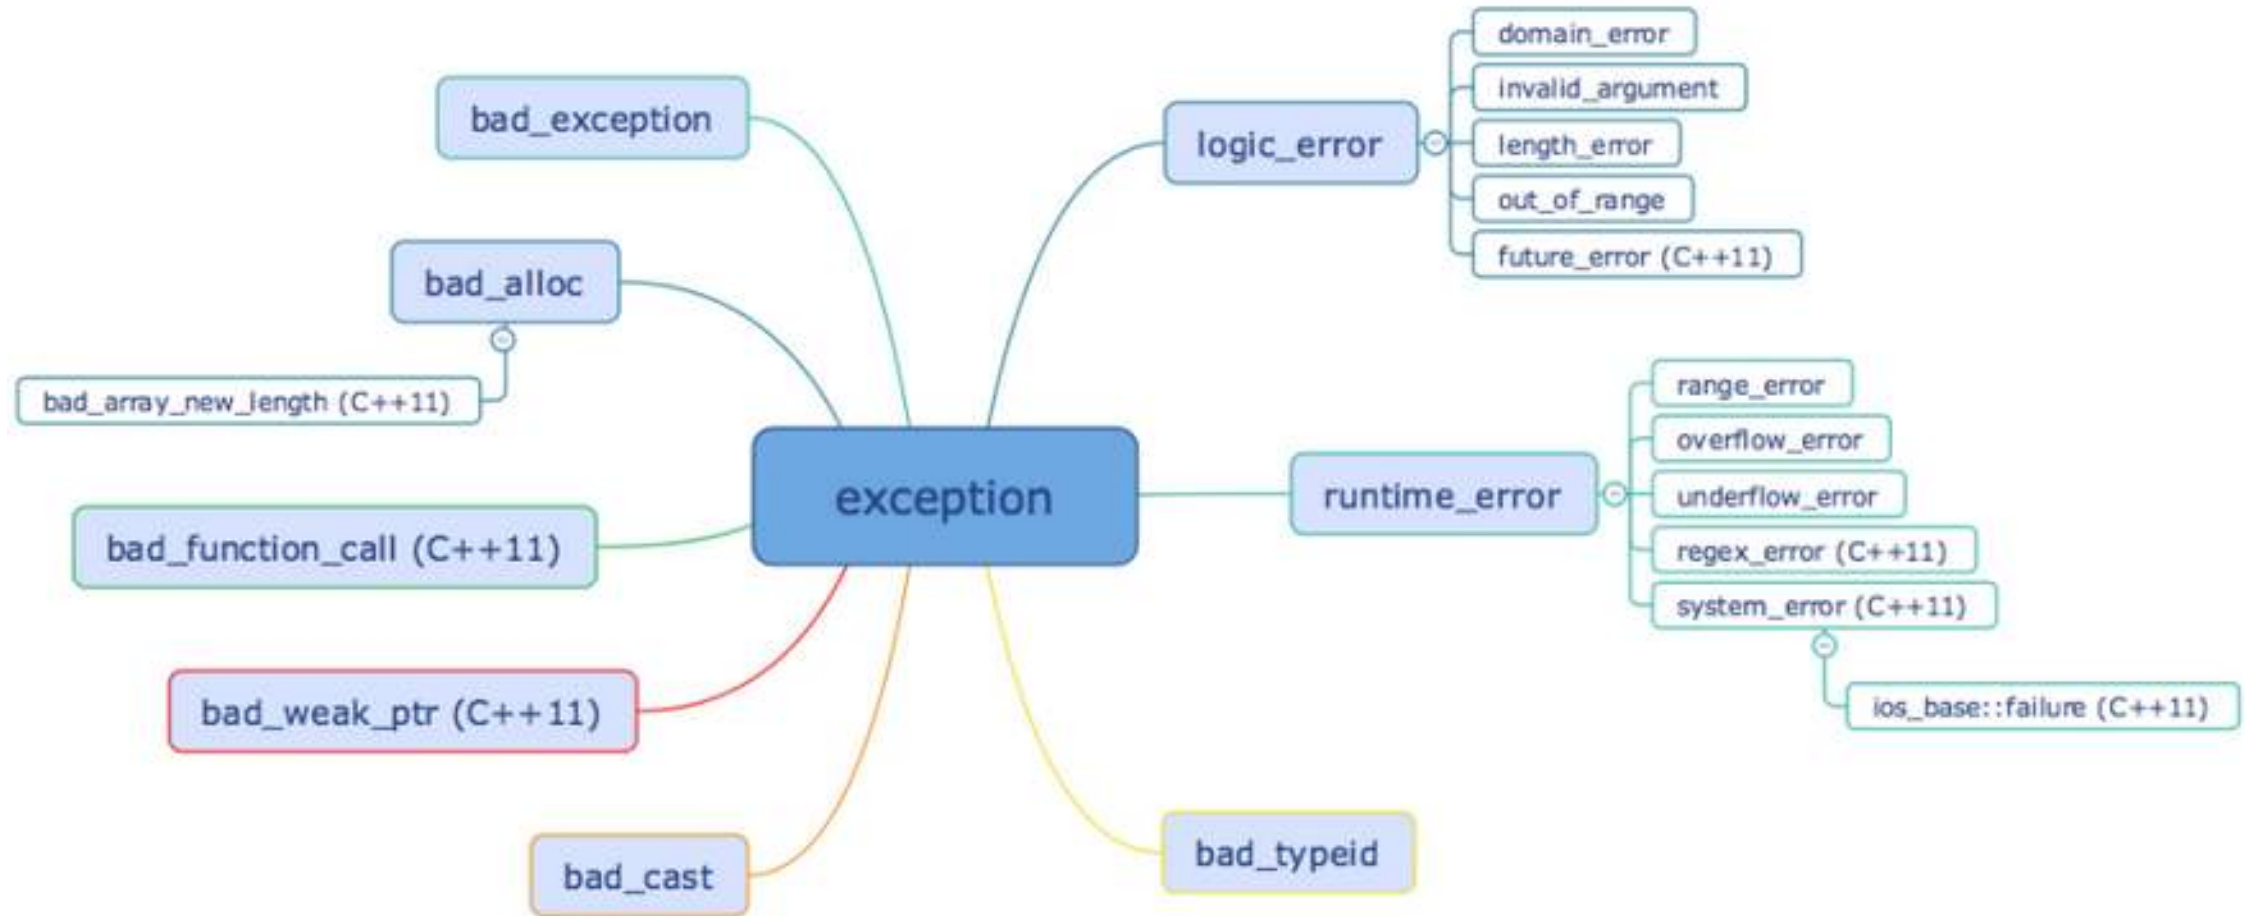 exception
logic_error
domain_error
invalid_argument
length_error
out_of_range
future_error (C++11)
runtime_error
range_error
overflow_error
underflow_error
regex_error (C++11)
system_error (C++11)
ios_base::failure (C++11)
bad_typeid
bad_exception
bad_alloc
bad_array_new_length (C++11)
bad_function_call (C++11)
bad_weak_ptr (C++11)
bad_cast